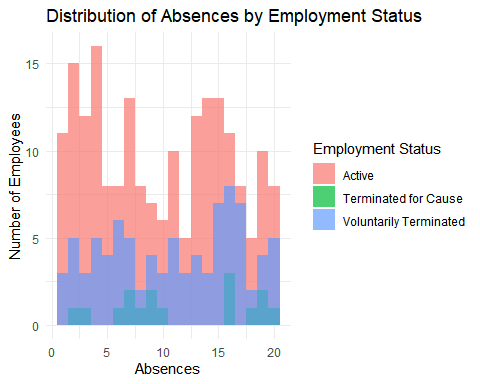 Distribution of Absences by Employment Status
Number of Employees
15
10
5
0
0
5
10
15
20
Absences
Employment Status
Active
Terminated for Cause
Voluntarily Terminated